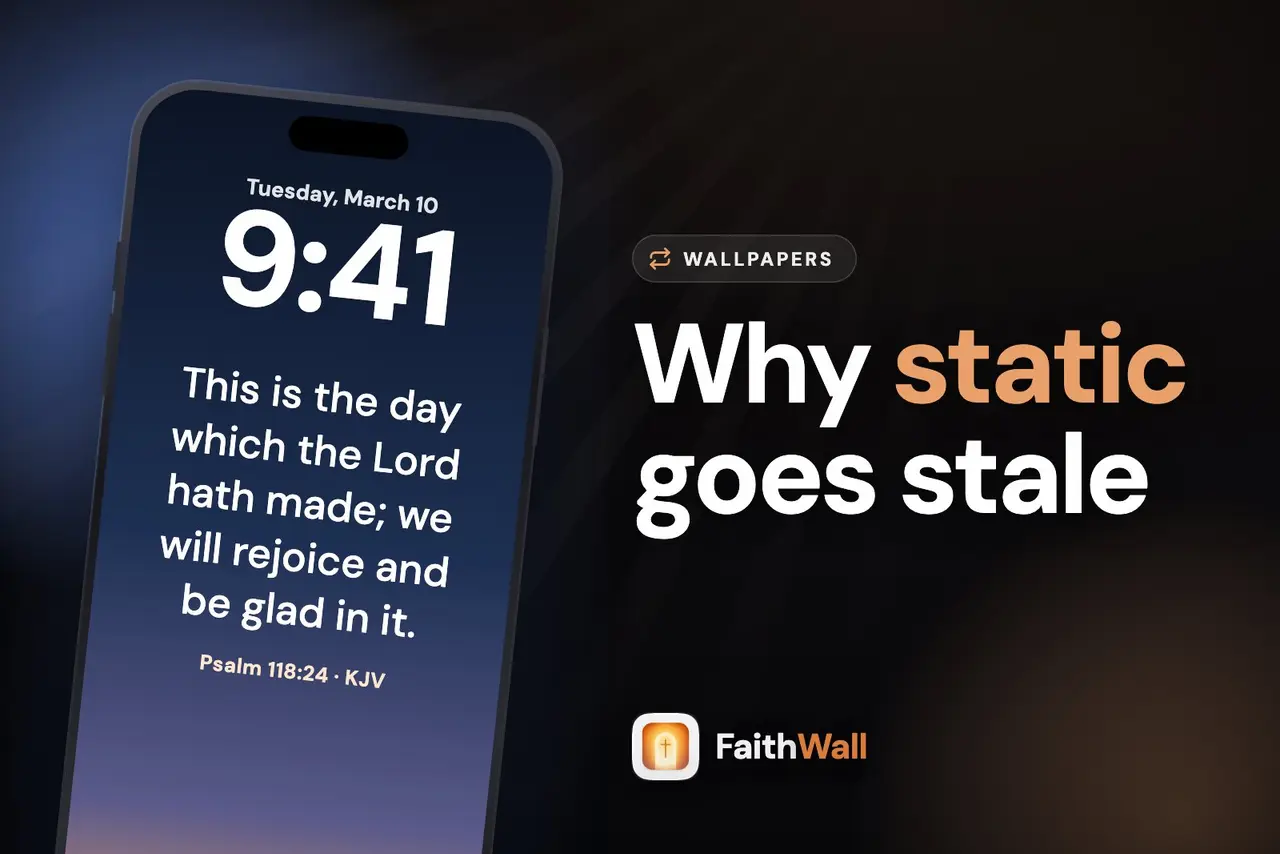 Tuesday, March 10
9:41
This is the day
which the Lord
hath made; we
will rejoice and
be glad in it.
Psalm 118:24 · KJV
WALLPAPERS
Why static
goes stale
FaithWall